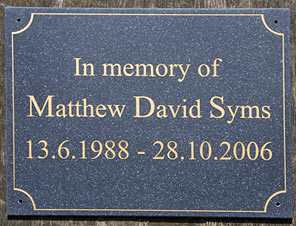 In memory of
Matthew David Syms
13.6.1988 - 28.10.2006